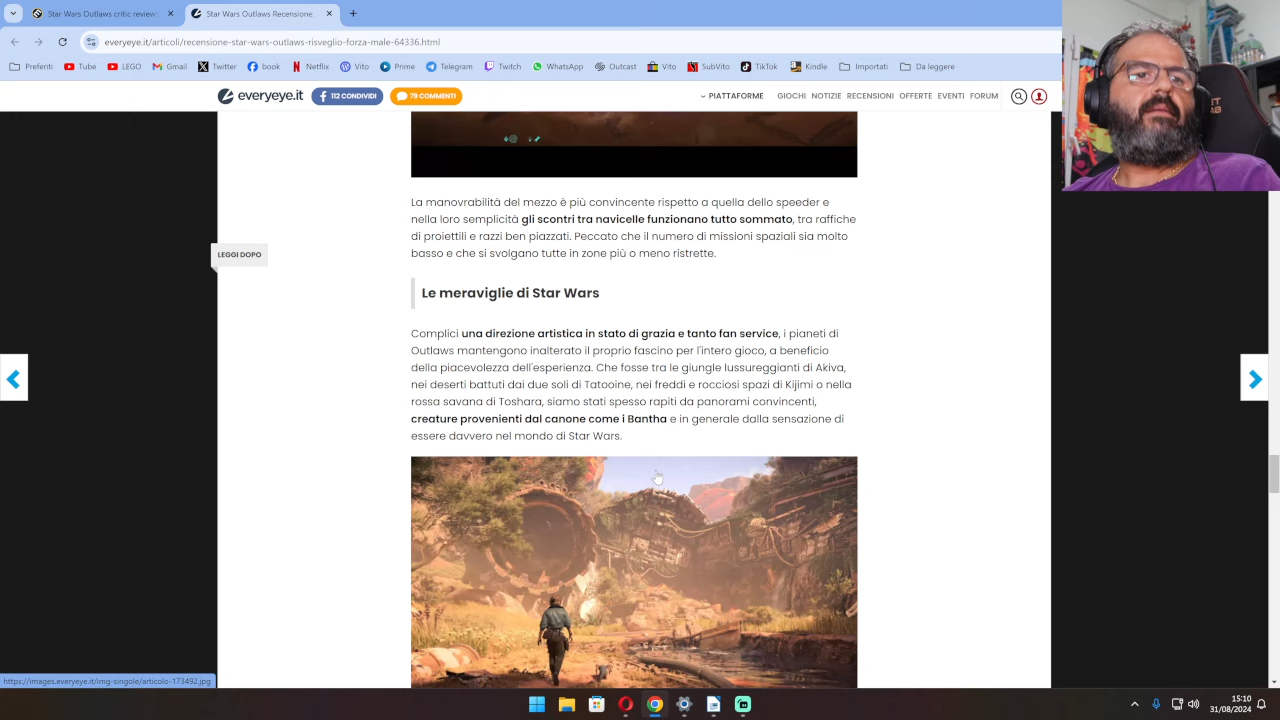 Star Wars Outlaws critic reviews
Star Wars Outlaws Recensione:
everyeye.it/articoli/recensione-star-wars-outlaws-risveglio-forza-male-64336.html
Preferiti Tube LEGO Gmail Twitter book Netflix Vito Prime Telegram Twitch WhatsApp Outcast Vito SubVito TikTok Kindle Importati Da leggere
everyeye.it 112 CONDIVIDI 79 COMMENTI PIATTAFORME GIOCHI NOTIZIE RECENSIONI OFFERTE EVENTI FORUM
La manovrabilità del mezzo è più convincente rispetto a quella dello speeder e
nella loro semplicità gli scontri tra navicelle funzionano tutto sommato, tra raffiche
di proiettili e razzi ben piazzati. Peccato che il numero di missioni spaziali sia molto
basso e che si svolgano tutte in zone più o meno ristrette.
LEGGI DOPO
Le meraviglie di Star Wars
Complici una direzione artistica in stato di grazia e tanto fan service, i pianeti di
Outlaws mantengono inalterato il proprio fascino per l'intero gioco, a beneficio
della piacevolezza dell'esperienza. Che fosse tra le giungle lussureggianti di Akiva,
nei deserti battuti dai due soli di Tatooine, nei freddi e rocciosi spazi di Kijimi o nella
rossa savana di Toshara, siamo stati spesso rapiti da panorami convincenti,
creature provenienti dal canone come i Bantha e in generale dalla sensazione di
essere davvero nel mondo di Star Wars.
https://images.everyeye.it/img-singole/articolo-173492.jpg
15:10
31/08/2024